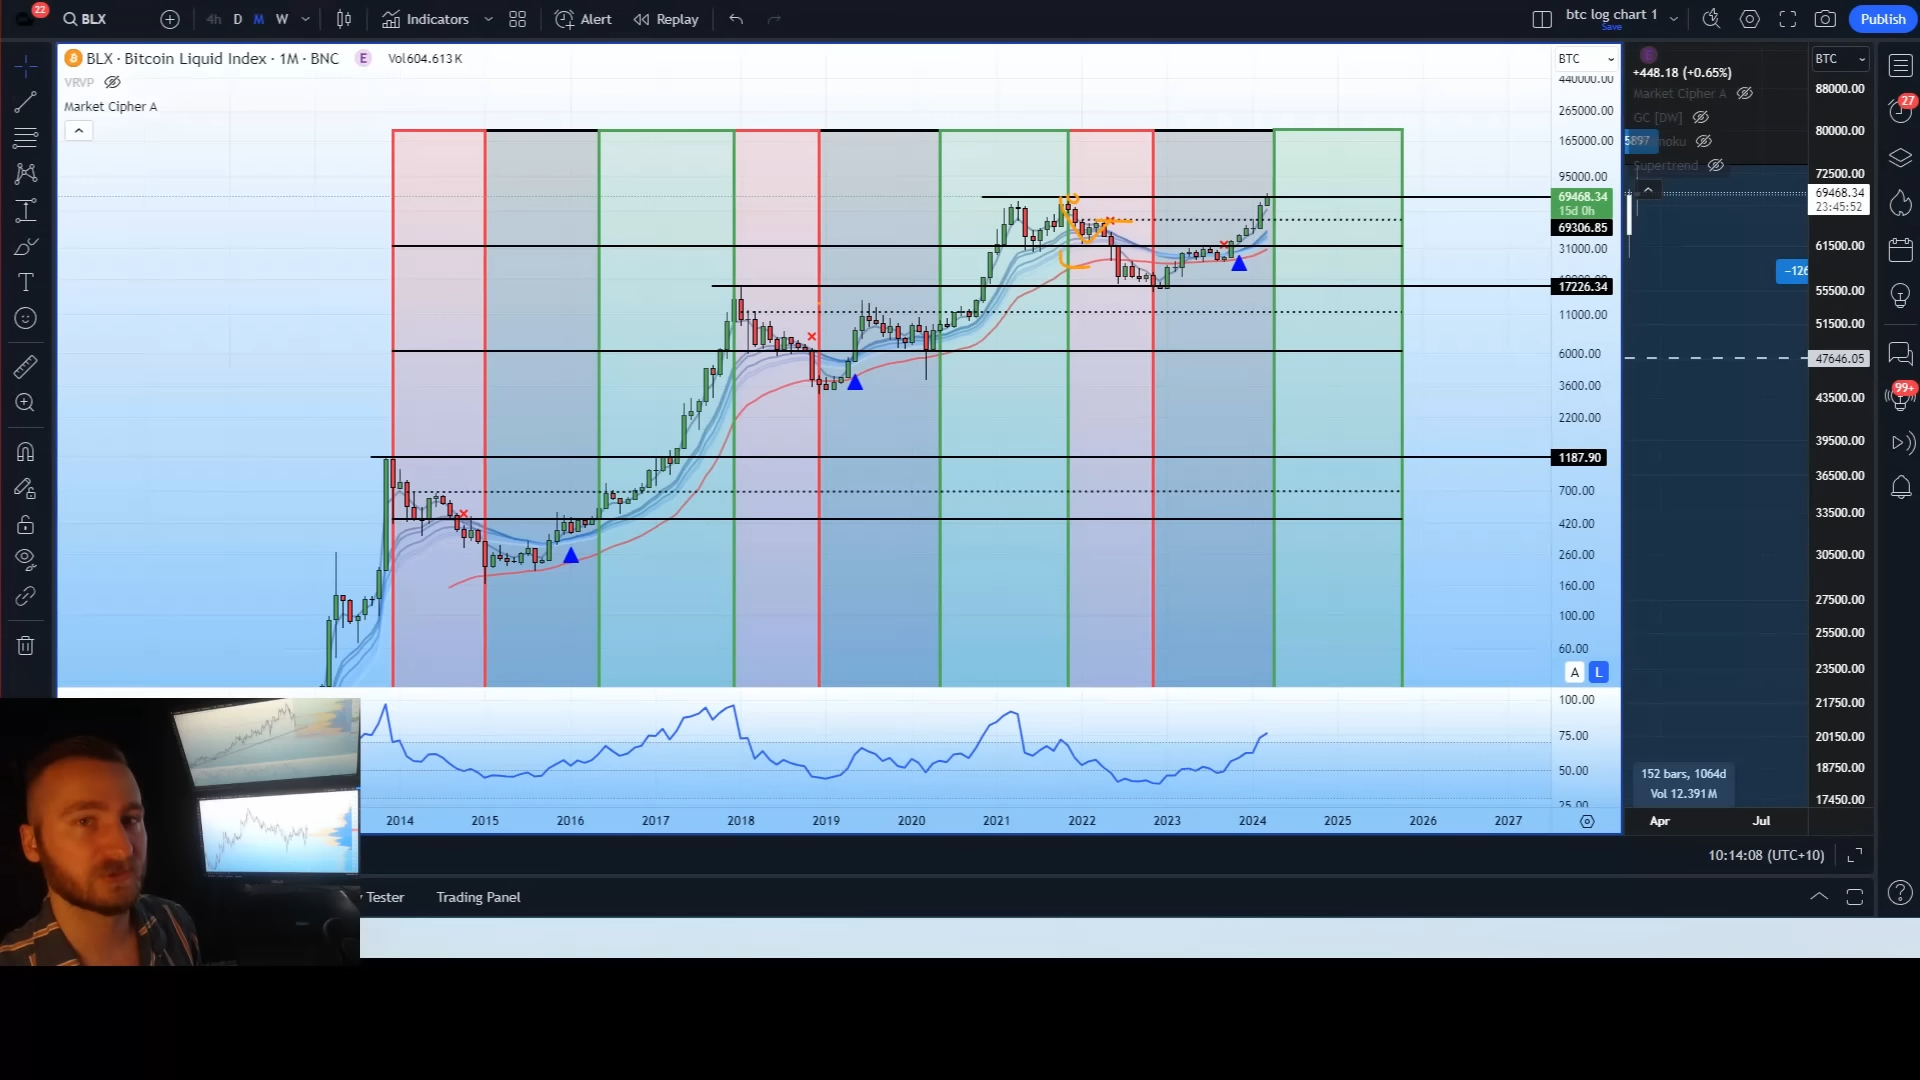 22
BLX
4h D M W
Indicators
Alert
Replay
btc log chart 1
Save
Publish
BLX · Bitcoin Liquid Index · 1M · BNC E Vol604.613K
VRVP
Market Cipher A
BTC
440000.00
265000.00
165000.00
95000.00
69468.34
15d 0h
69306.85
31000.00
17226.34
11000.00
6000.00
3600.00
2200.00
1187.90
700.00
420.00
260.00
160.00
100.00
60.00
A L
100.00
75.00
50.00
25.00
2014 2015 2016 2017 2018 2019 2020 2021 2022 2023 2024 2025 2026 2027
E
+448.18 (+0.65%)
Market Cipher A
GC [DW]
5897
Supertrend
−126
152 bars, 1064d
Vol 12.391M
Apr Jul
BTC
88000.00
80000.00
72500.00
69468.34
23:45:52
61500.00
55500.00
51500.00
47646.05
43500.00
39500.00
36500.00
33500.00
30500.00
27500.00
25500.00
23500.00
21750.00
20150.00
18750.00
17450.00
27
99+
10:14:08 (UTC+10)
Tester
Trading Panel